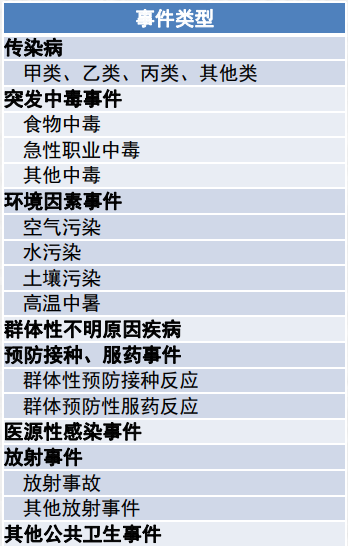 事件类型
传染病
甲类、乙类、丙类、其他类
突发中毒事件
食物中毒
急性职业中毒
其他中毒
环境因素事件
空气污染
水污染
土壤污染
高温中暑
群体性不明原因疾病
预防接种、服药事件
群体性预防接种反应
群体预防性服药反应
医源性感染事件
放射事件
放射事故
其他放射事件
其他公共卫生事件